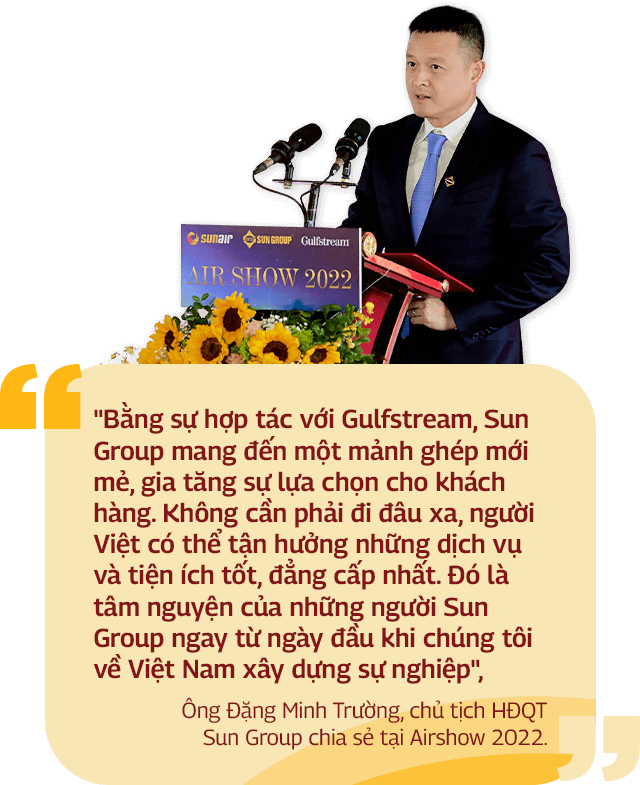 sunair SUN GROUP Gulfstream
AIR SHOW 2022
"Bằng sự hợp tác với Gulfstream, Sun
Group mang đến một mảnh ghép mới
mẻ, gia tăng sự lựa chọn cho khách
hàng. Không cần phải đi đâu xa, người
Việt có thể tận hưởng những dịch vụ
và tiện ích tốt, đẳng cấp nhất. Đó là
tâm nguyện của những người Sun
Group ngay từ ngày đầu khi chúng tôi
về Việt Nam xây dựng sự nghiệp",
Ông Đặng Minh Trường, chủ tịch HĐQT
Sun Group chia sẻ tại Airshow 2022.